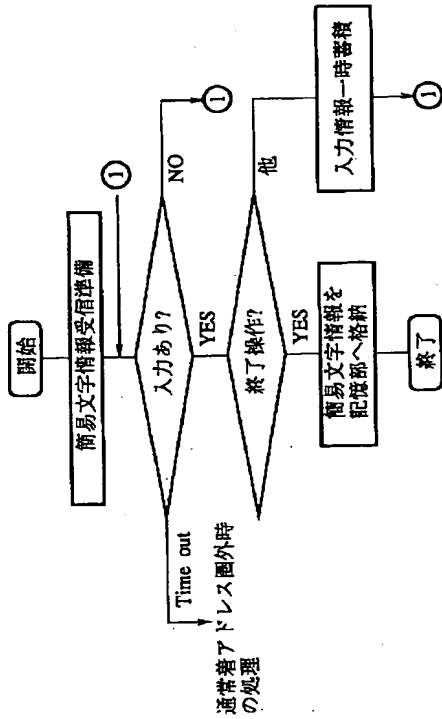 開始
簡易文字情報受信準備
①
入力あり?
NO
①
Time out
通常着アドレス圏外時
の処理
YES
終了操作?
他
入力情報一時蓄積
①
YES
簡易文字情報を
記憶部へ格納
終了